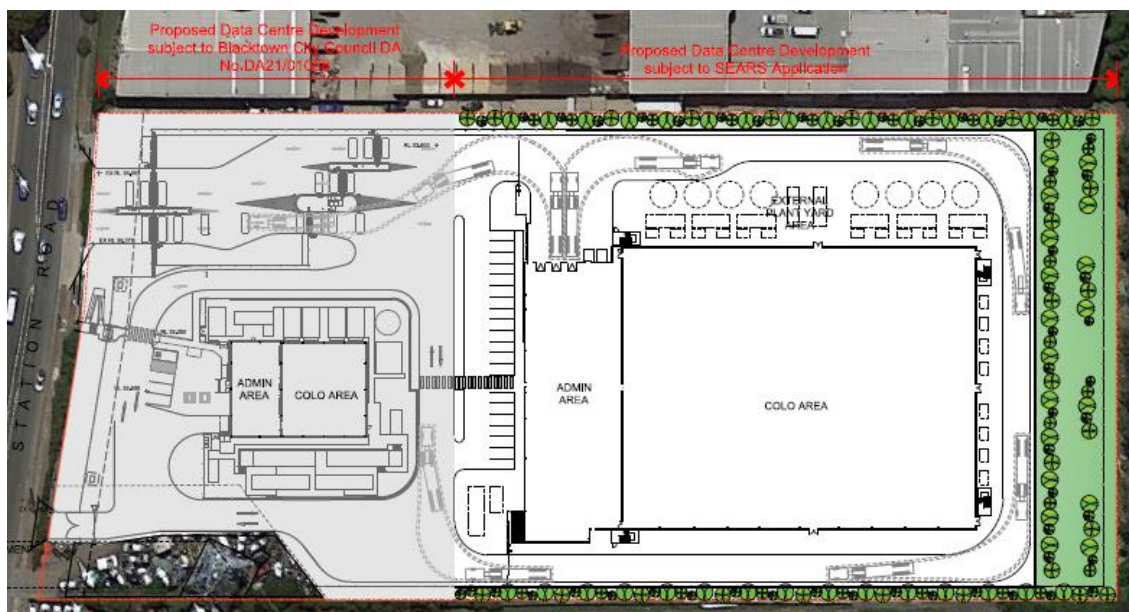 Proposed Data Centre Development
subject to Blacktown City Council DA
Proposed Data Centre Development
subject to SEARS Application
STATION ROAD
EXTERNAL
PLANT YARD
AREA
ADMIN
AREA
COLO AREA
ADMIN
AREA
COLO AREA